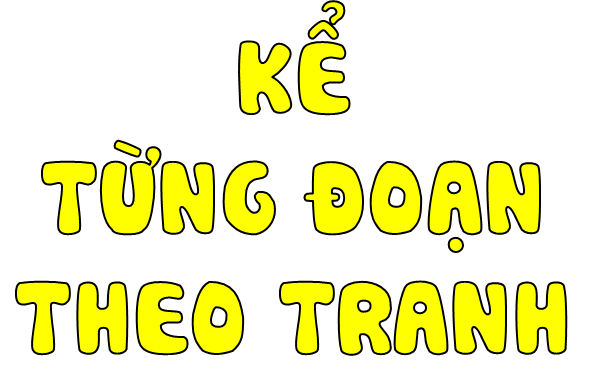 KỂ
TỪNG ĐOẠN
THEO TRANH